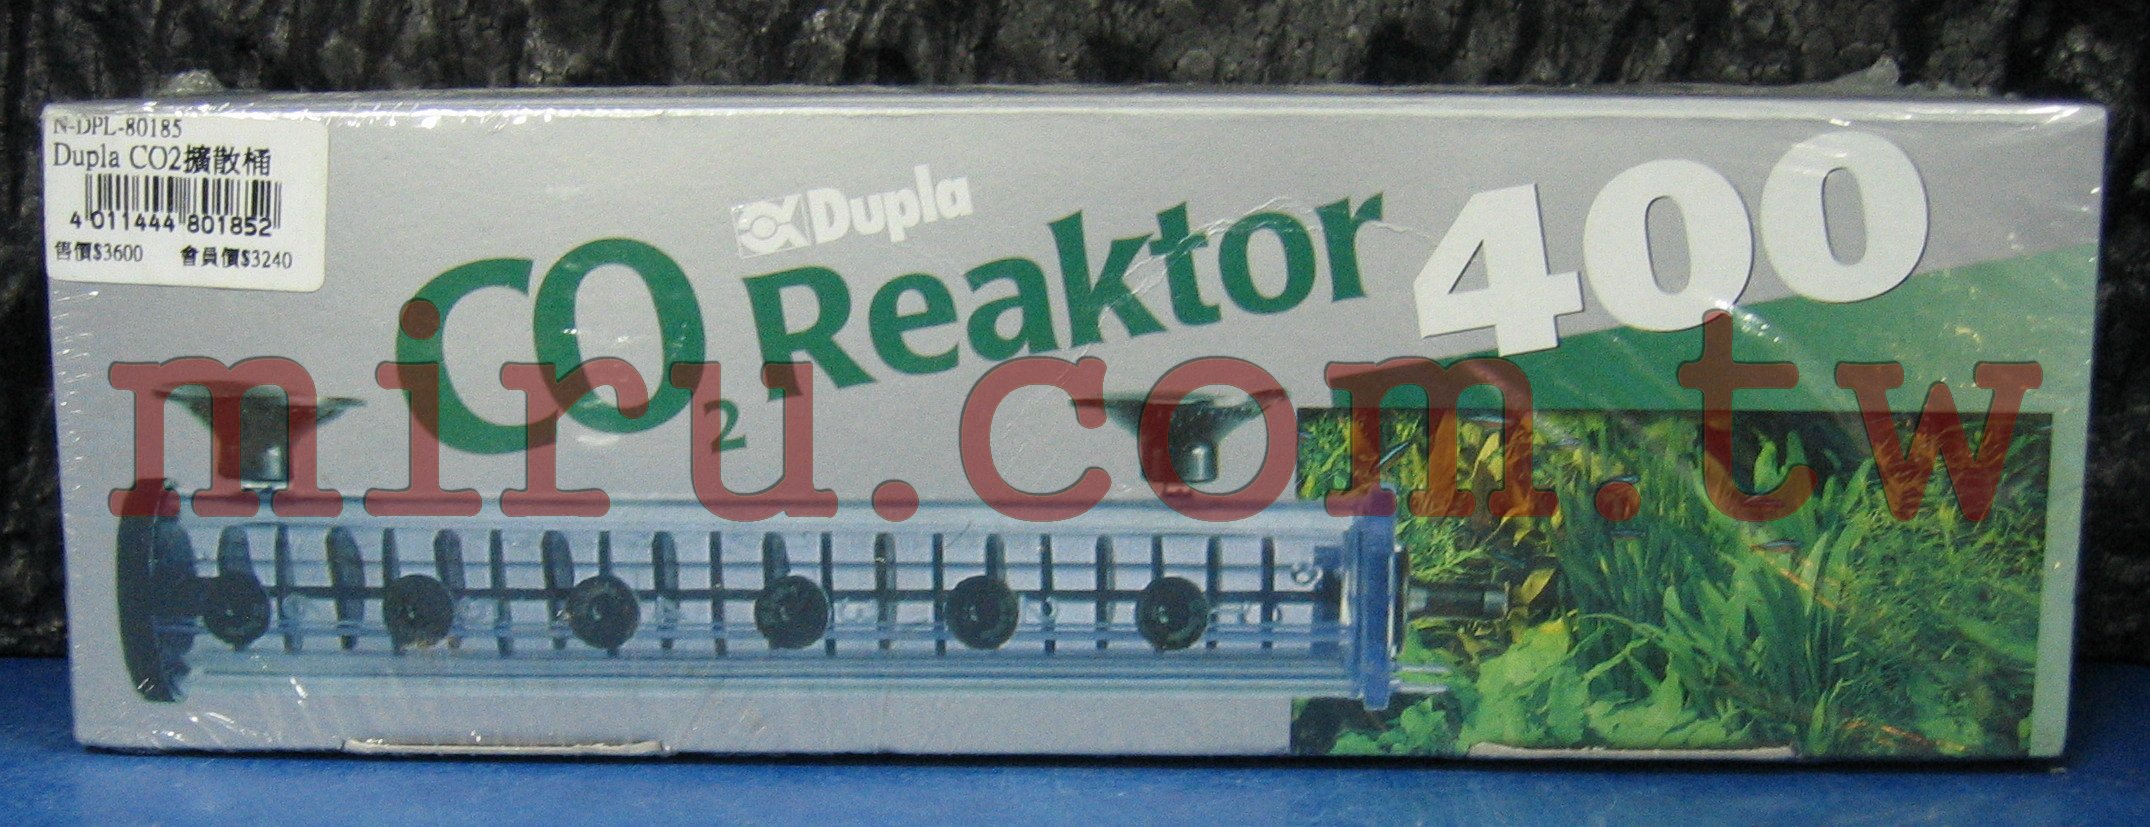 N-DPL-80185
Dupla CO2擴散桶
4 011444 801852
售價$3600 會員價$3240
Dupla
CO2 Reaktor 400
miru.com.tw